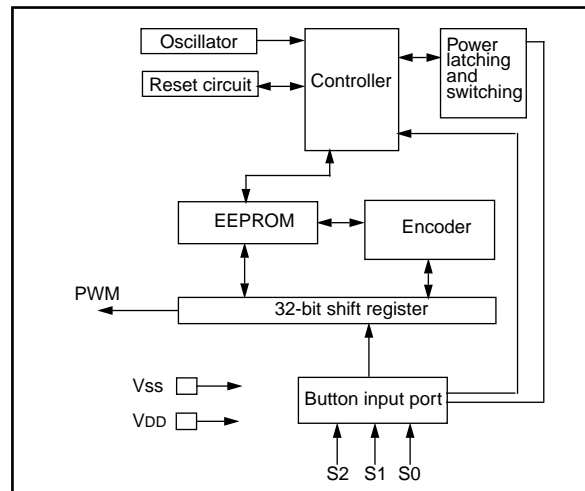 Oscillator
Reset circuit
Controller
Power
latching
and
switching
EEPROM
Encoder
PWM
32-bit shift register
Vss
VDD
Button input port
S2 S1 S0